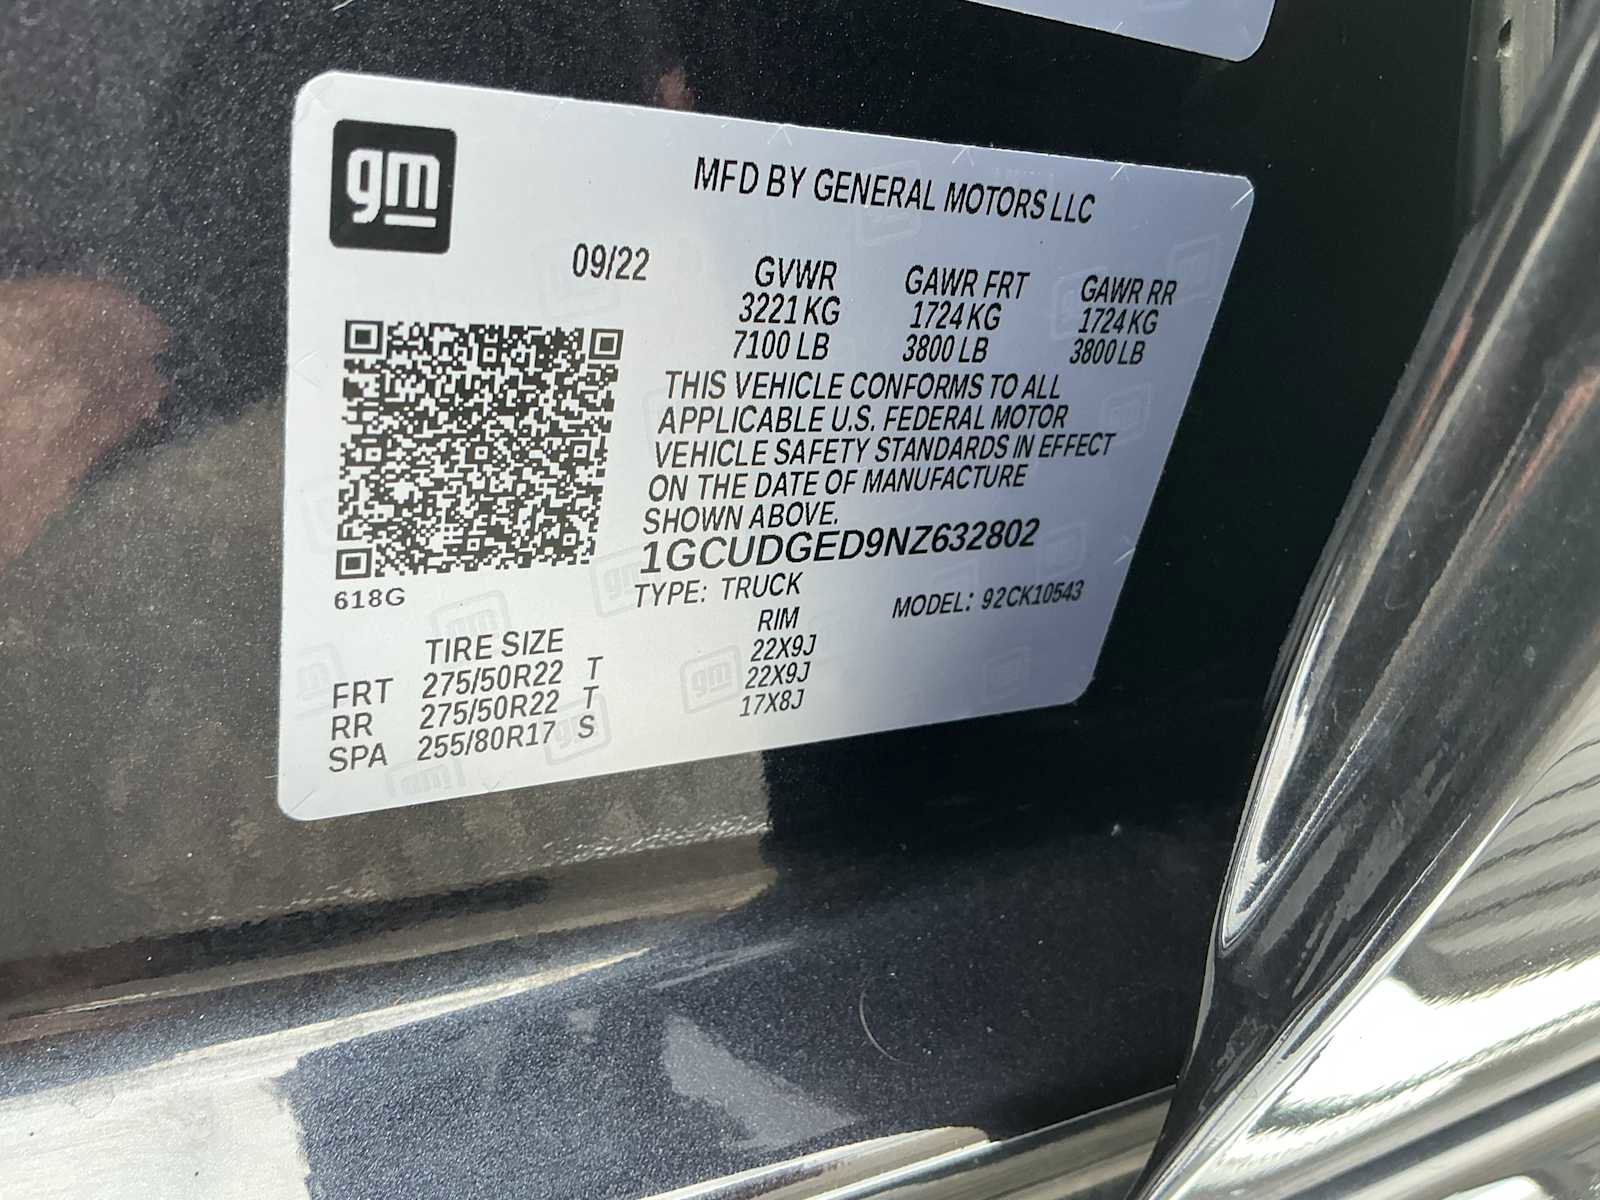 gm
MFD BY GENERAL MOTORS LLC
09/22
GVWR GAWR FRT GAWR RR
3221 KG 1724 KG 1724 KG
7100 LB 3800 LB 3800 LB
THIS VEHICLE CONFORMS TO ALL
APPLICABLE U.S. FEDERAL MOTOR
VEHICLE SAFETY STANDARDS IN EFFECT
ON THE DATE OF MANUFACTURE
SHOWN ABOVE.
1GCUDGED9NZ632802
618G
TYPE: TRUCK MODEL: 92CK10543
TIRE SIZE RIM
FRT 275/50R22 T 22X9J
RR 275/50R22 T 22X9J
SPA 255/80R17 S 17X8J